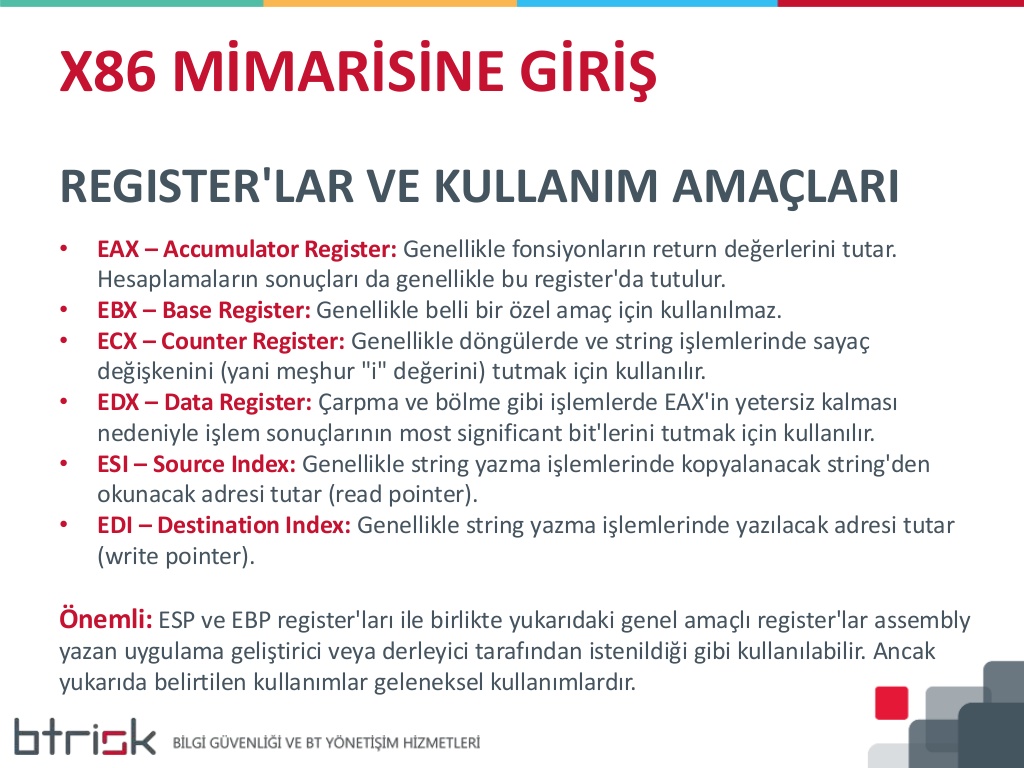 X86 MİMARİSİNE GİRİŞ
REGISTER'LAR VE KULLANIM AMAÇLARI
• EAX – Accumulator Register: Genellikle fonsiyonların return değerlerini tutar.
Hesaplamaların sonuçları da genellikle bu register'da tutulur.
• EBX – Base Register: Genellikle belli bir özel amaç için kullanılmaz.
• ECX – Counter Register: Genellikle döngülerde ve string işlemlerinde sayaç
değişkenini (yani meşhur "i" değerini) tutmak için kullanılır.
• EDX – Data Register: Çarpma ve bölme gibi işlemlerde EAX'in yetersiz kalması
nedeniyle işlem sonuçlarının most significant bit'lerini tutmak için kullanılır.
• ESI – Source Index: Genellikle string yazma işlemlerinde kopyalanacak string'den
okunacak adresi tutar (read pointer).
• EDI – Destination Index: Genellikle string yazma işlemlerinde yazılacak adresi tutar
(write pointer).
Önemli: ESP ve EBP register'ları ile birlikte yukarıdaki genel amaçlı register'lar assembly
yazan uygulama geliştirici veya derleyici tarafından istenildiği gibi kullanılabilir. Ancak
yukarıda belirtilen kullanımlar geleneksel kullanımlardır.
btrisk BİLGİ GÜVENLİĞİ VE BT YÖNETİŞİM HİZMETLERİ